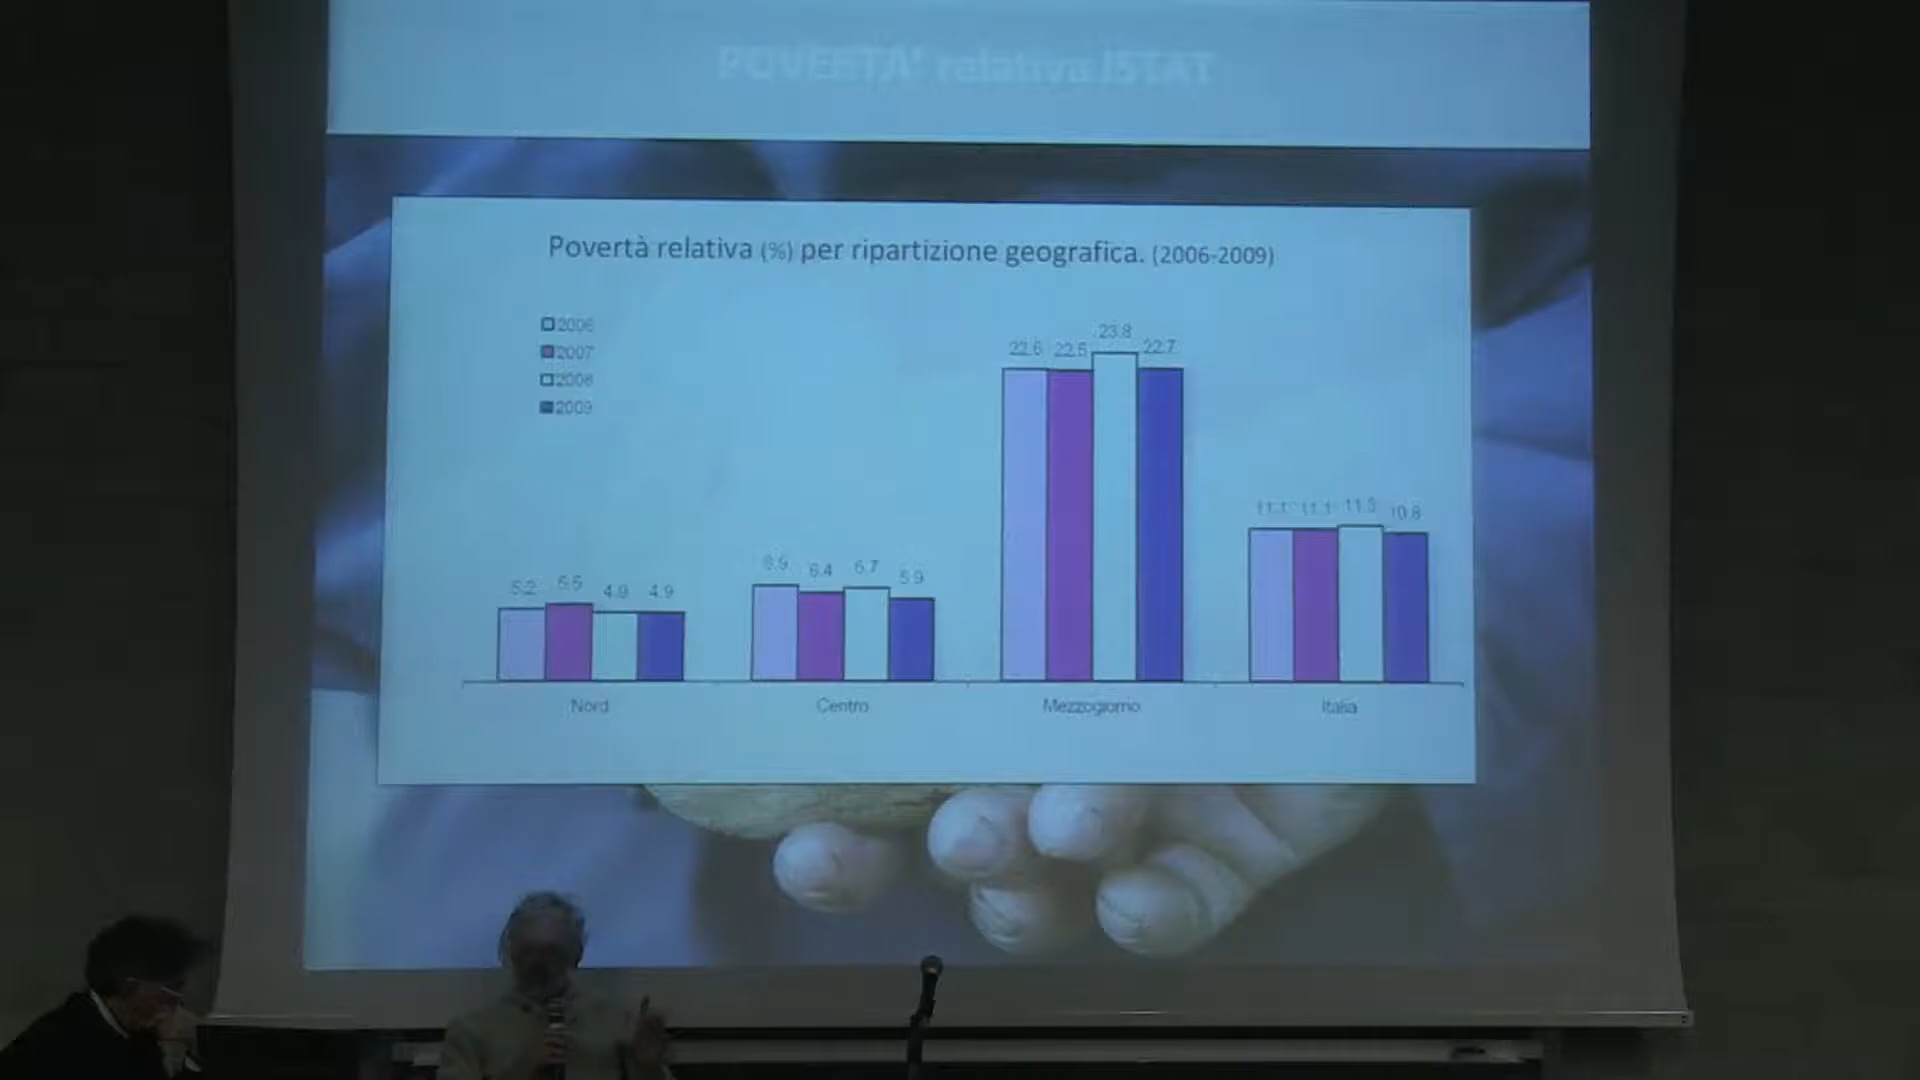 POVERTA' relativa ISTAT
Povertà relativa (%) per ripartizione geografica. (2006-2009)
2006
2007
2008
2009
5.2 5.5 4.9 4.9
6.9 6.4 6.7 5.9
22.6 22.5 23.8 22.7
11.1 11.1 11.3 10.8
Nord Centro Mezzogiorno Italia